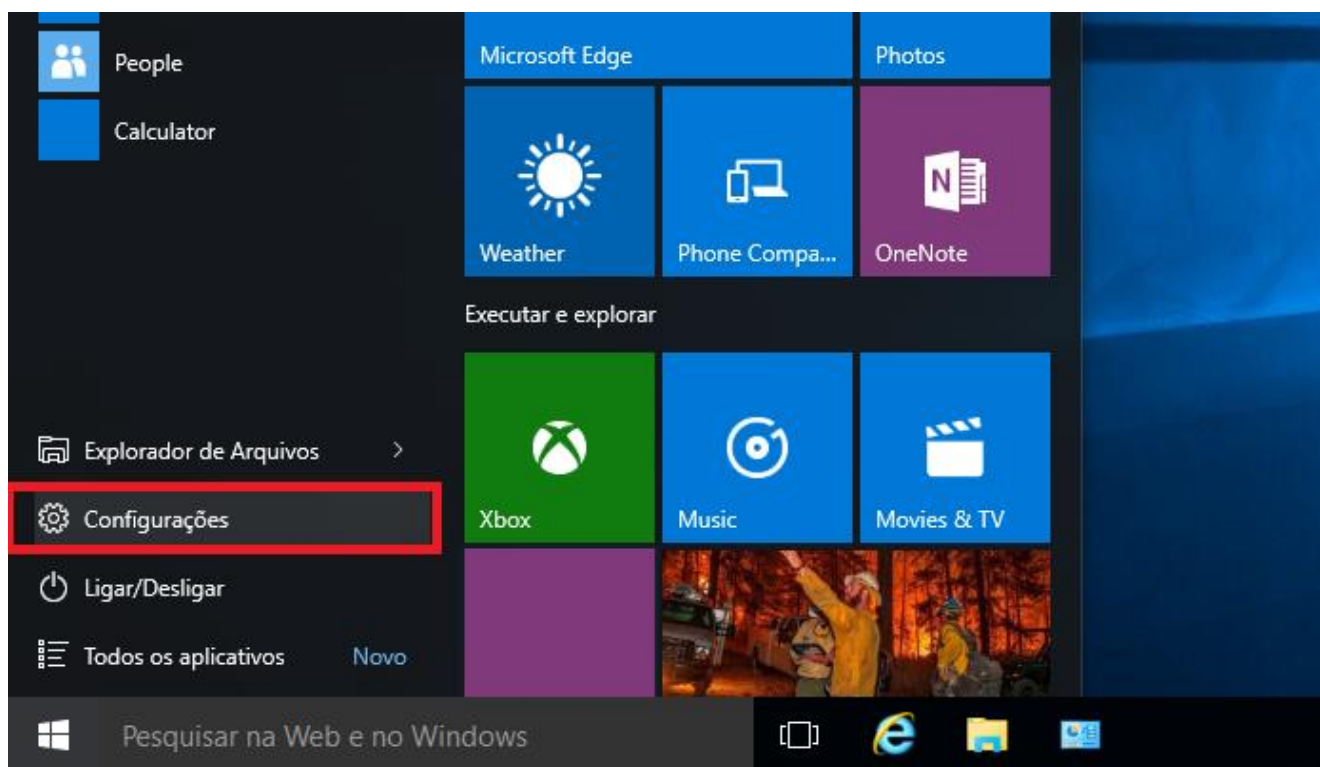 People
Calculator
Explorador de Arquivos
Configurações
Ligar/Desligar
Todos os aplicativos Novo
Microsoft Edge
Photos
Weather
Phone Compa...
OneNote
Executar e explorar
Xbox
Music
Movies & TV
Pesquisar na Web e no Windows